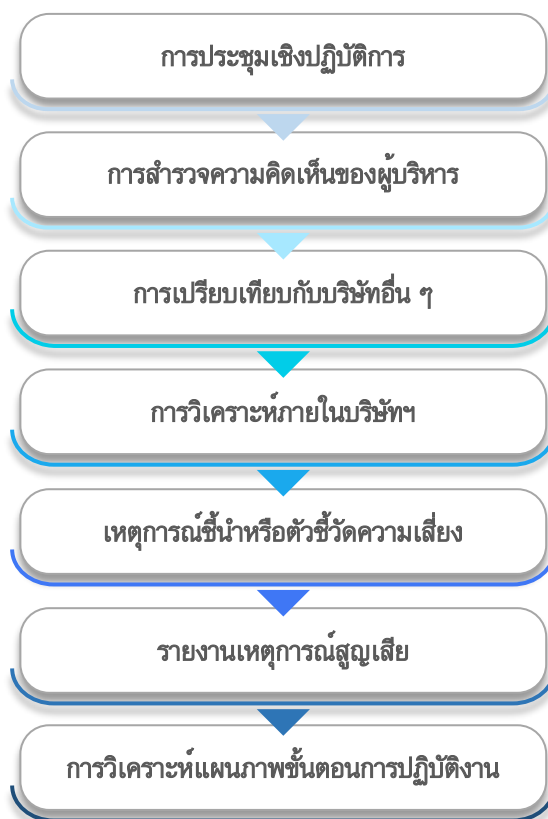 การประชุมเชิงปฏิบัติการ
การสำรวจความคิดเห็นของผู้บริหาร
การเปรียบเทียบกับบริษัทอื่น ๆ
การวิเคราะห์ภายในบริษัทฯ
เหตุการณ์ชี้นำหรือตัวชี้วัดความเสี่ยง
รายงานเหตุการณ์สูญเสีย
การวิเคราะห์แผนภาพขั้นตอนการปฏิบัติงาน